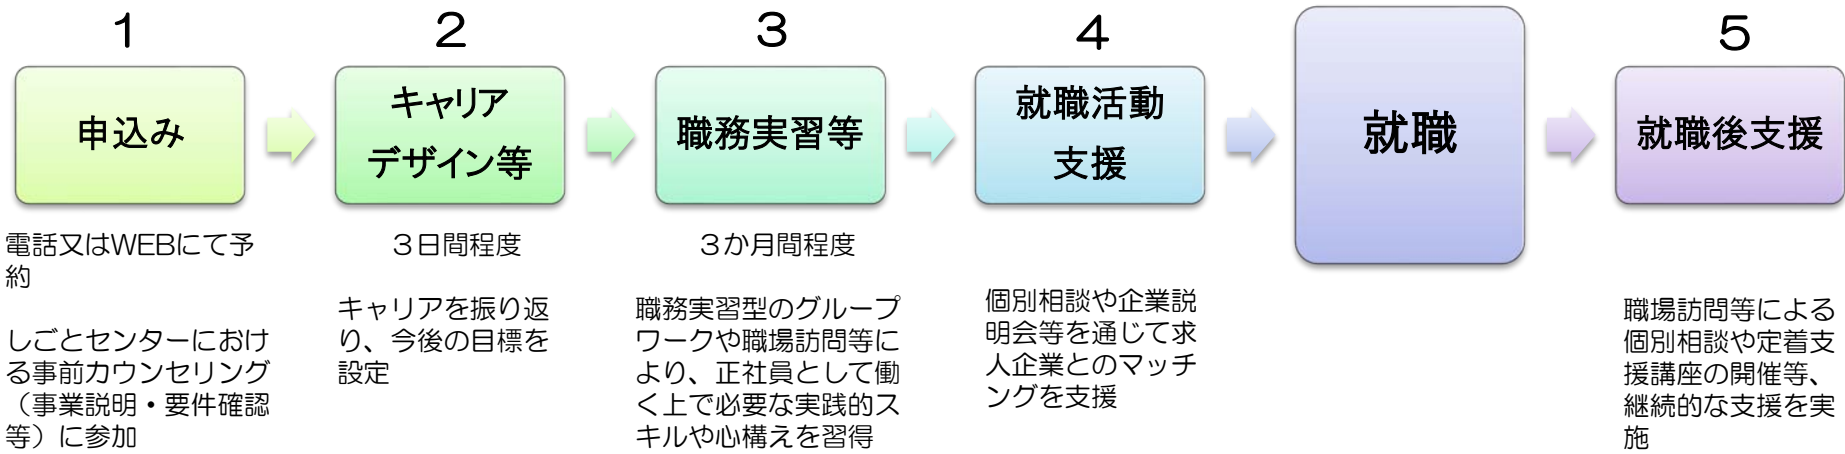 1
申込み
電話又はWEBにて予
約
しごとセンターにおけ
る事前カウンセリング
（事業説明・要件確認
等）に参加
2
キャリア
デザイン等
３日間程度
キャリアを振り返
り、今後の目標を
設定
3
職務実習等
３か月間程度
職務実習型のグループ
ワークや職場訪問等に
より、正社員として働
く上で必要な実践的ス
キルや心構えを習得
4
就職活動
支援
個別相談や企業説
明会等を通じて求
人企業とのマッチ
ングを支援
就職
5
就職後支援
職場訪問等による
個別相談や定着支
援講座の開催等、
継続的な支援を実
施